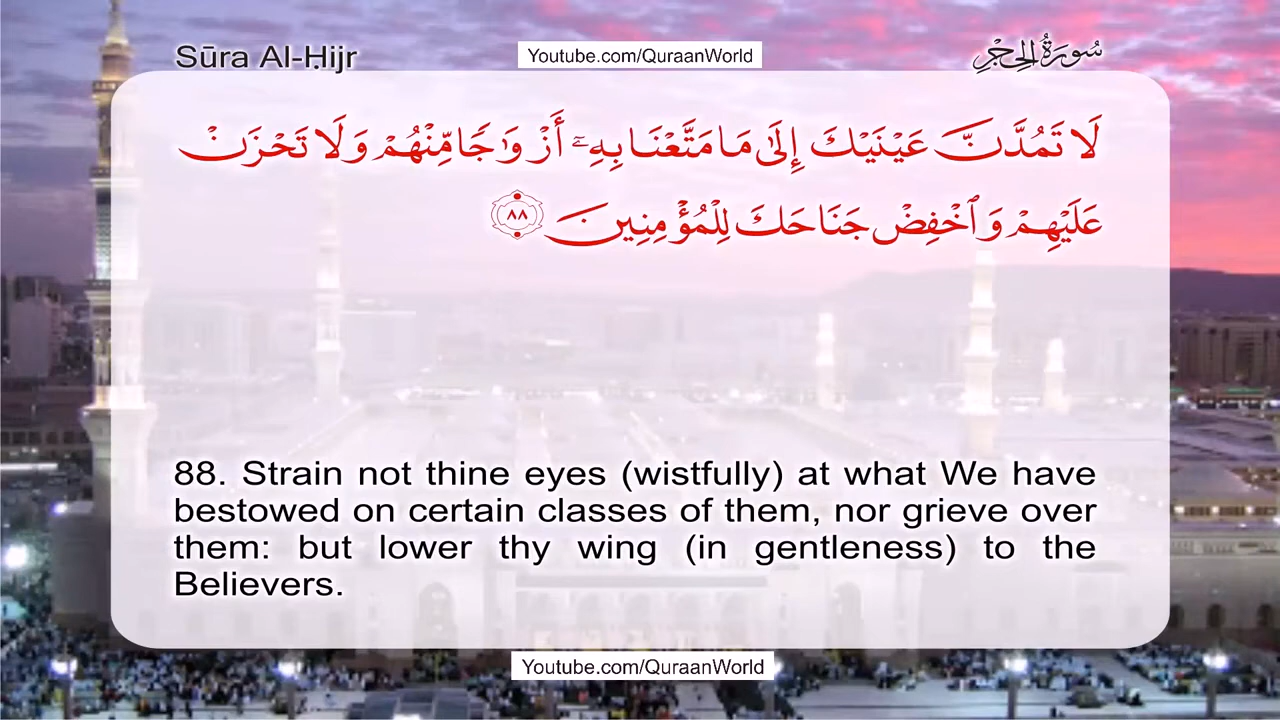 Sūra Al-Ḥijr
Youtube.com/QuraanWorld
سُورَةُ الحِجْرِ
لَا تَمُدَّنَّ عَيْنَيْكَ إِلَىٰ مَا مَتَّعْنَا بِهِۦٓ أَزْوَٰجًا مِّنْهُمْ وَلَا تَحْزَنْ
عَلَيْهِمْ وَٱخْفِضْ جَنَاحَكَ لِلْمُؤْمِنِينَ ٨٨
88. Strain not thine eyes (wistfully) at what We have
bestowed on certain classes of them, nor grieve over
them: but lower thy wing (in gentleness) to the
Believers.
Youtube.com/QuraanWorld